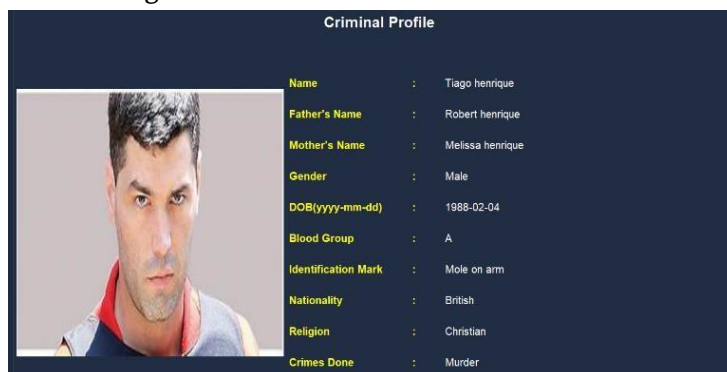 Criminal Profile
Name : Tiago henrique
Father's Name : Robert henrique
Mother's Name : Melissa henrique
Gender : Male
DOB(yyyy-mm-dd) : 1988-02-04
Blood Group : A
Identification Mark : Mole on arm
Nationality : British
Religion : Christian
Crimes Done : Murder